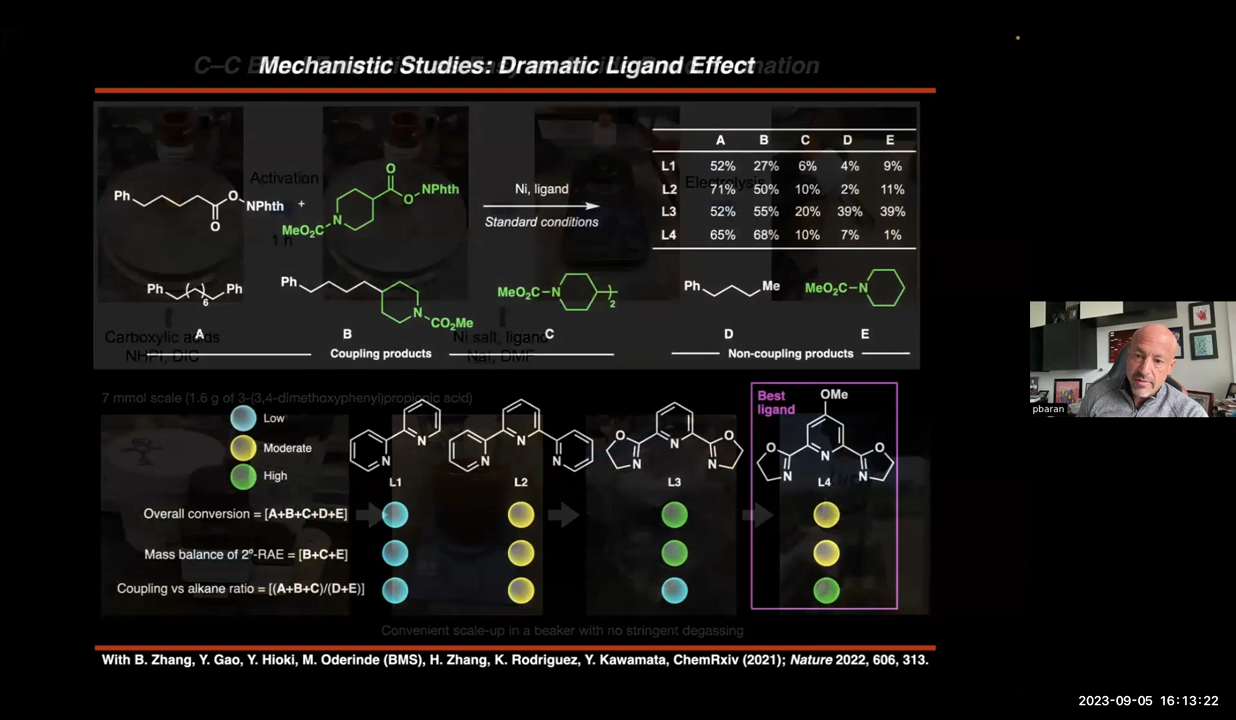 C–C B
Mechanistic Studies: Dramatic Ligand Effect
nation
Activation
1 h
Electrolysis
Ph
O
O
NPhth
+
O
O
NPhth
N
MeO₂C
Ni, ligand
Standard conditions
A B C D E
L1 52% 27% 6% 4% 9%
L2 71% 50% 10% 2% 11%
L3 52% 55% 20% 39% 39%
L4 65% 68% 10% 7% 1%
Ph ( ) 6 Ph
Ph
N
CO₂Me
MeO₂C–N ) 2
Ph Me
MeO₂C–N
A B C D E
Coupling products
Non-coupling products
Carboxylic acids
NHPI, DIC
Ni salt, ligand
NaI, DMF
7 mmol scale (1.6 g of 3-(3,4-dimethoxyphenyl)propionic acid)
Low
Moderate
High
N
N
L1
N
N
N
L2
O
N
N
N
O
L3
Best
ligand
OMe
O
N
N
N
O
L4
Overall conversion = [A+B+C+D+E]
Mass balance of 2º-RAE = [B+C+E]
Coupling vs alkane ratio = [(A+B+C)/(D+E)]
Convenient scale-up in a beaker with no stringent degassing
With B. Zhang, Y. Gao, Y. Hioki, M. Oderinde (BMS), H. Zhang, K. Rodriguez, Y. Kawamata, ChemRxiv (2021); Nature 2022, 606, 313.
pbaran
2023-09-05 16:13:22